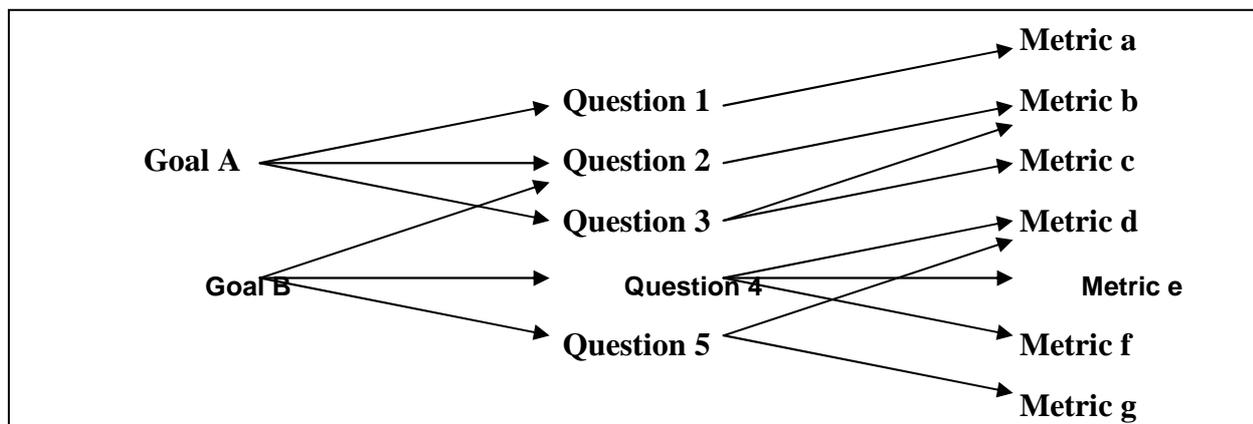 Metric a
Question 1
Metric b
Goal A
Question 2
Metric c
Question 3
Metric d
Goal B
Question 4
Metric e
Question 5
Metric f
Metric g